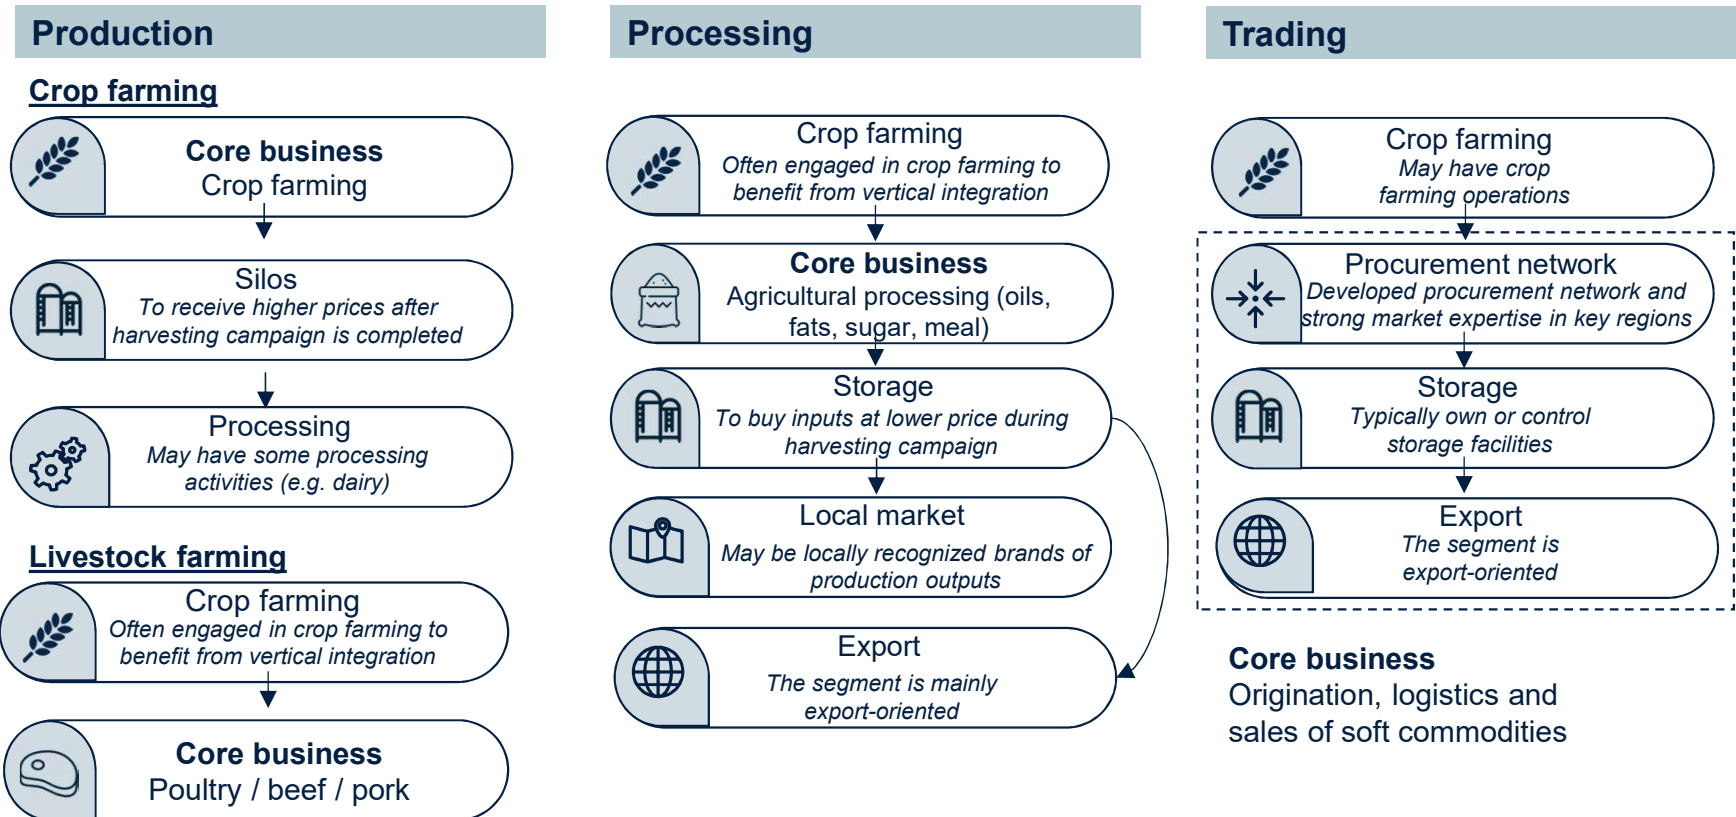 Production
Crop farming
Core business
Crop farming
Silos
To receive higher prices after
harvesting campaign is completed
Processing
May have some processing
activities (e.g. dairy)
Livestock farming
Crop farming
Often engaged in crop farming to
benefit from vertical integration
Core business
Poultry / beef / pork
Processing
Crop farming
Often engaged in crop farming to
benefit from vertical integration
Core business
Agricultural processing (oils,
fats, sugar, meal)
Storage
To buy inputs at lower price during
harvesting campaign
Local market
May be locally recognized brands of
production outputs
Export
The segment is mainly
export-oriented
Trading
Crop farming
May have crop
farming operations
Procurement network
Developed procurement network and
strong market expertise in key regions
Storage
Typically own or control
storage facilities
Export
The segment is
export-oriented
Core business
Origination, logistics and
sales of soft commodities